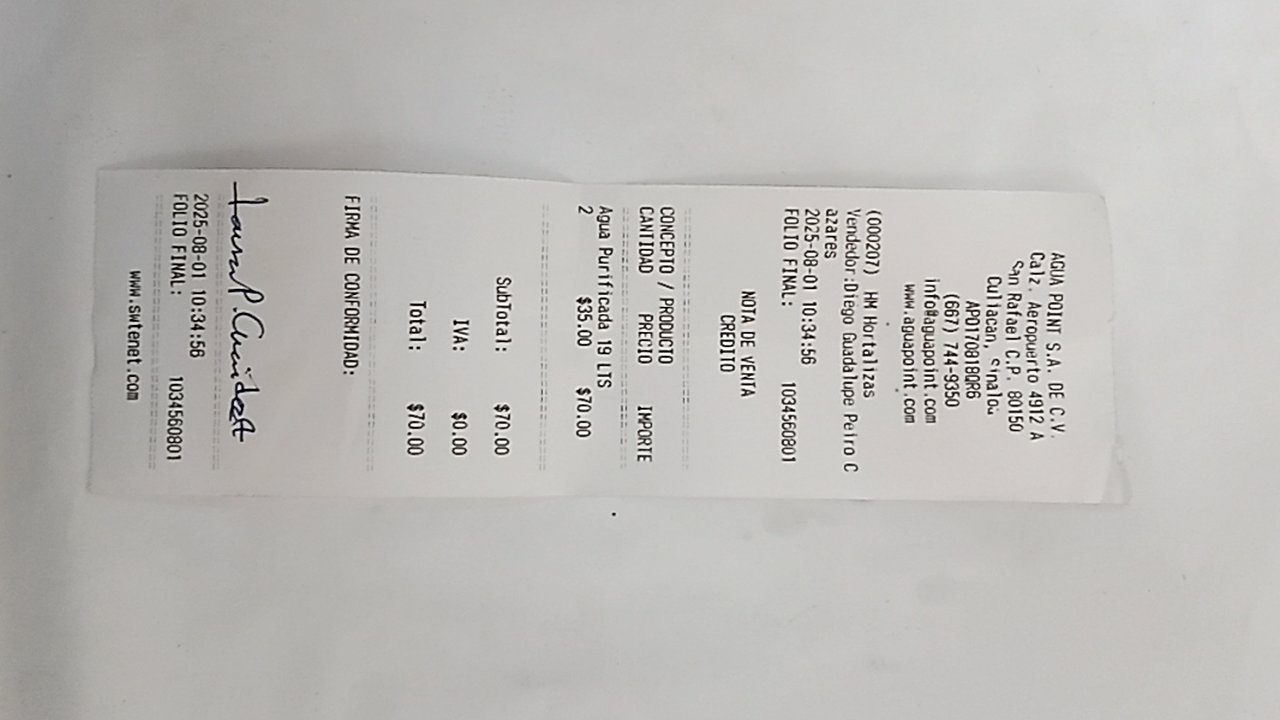 AGUA POINT S.A. DE C.V.
Calz. Aeropuerto 4912 A
San Rafael C.P. 80150
Culiacan, Sinaloa
APO170818QR6
(667) 744-9350
info@aguapoint.com
www.aguapoint.com
(000207) HM Hortalizas
Vendedor:Diego Guadalupe Peiro C
azares
2025-08-01 10:34:56
FOLIO FINAL: 1034560801
NOTA DE VENTA
CREDITO
CONCEPTO / PRODUCTO
CANTIDAD PRECIO IMPORTE
Agua Purificada 19 LTS
2 $35.00 $70.00
SubTotal: $70.00
IVA: $0.00
Total: $70.00
FIRMA DE CONFORMIDAD:
2025-08-01 10:34:56
FOLIO FINAL: 1034560801
www.swtenet.com